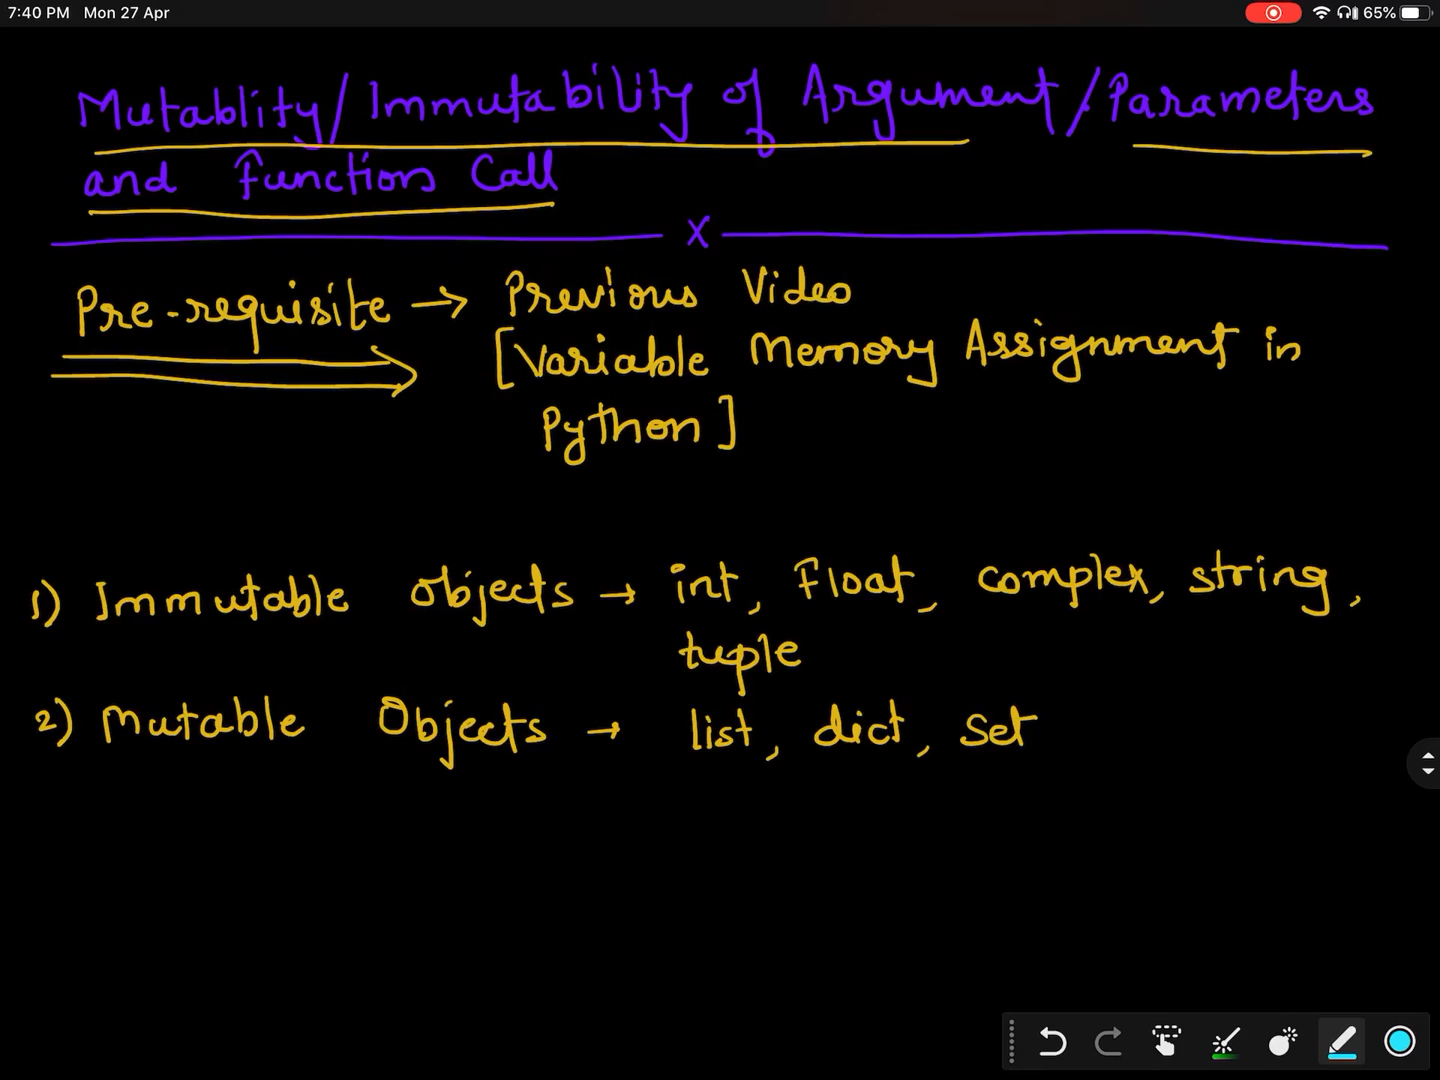 7:40 PM Mon 27 Apr 65%
Mutablity/Immutability of Argument/Parameters
and Function Call
X
Pre-requisite → Previous Video
[Variable Memory Assignment in
Python]
1) Immutable objects → int, Float, complex, string,
tuple
2) Mutable Objects → list, dict, set